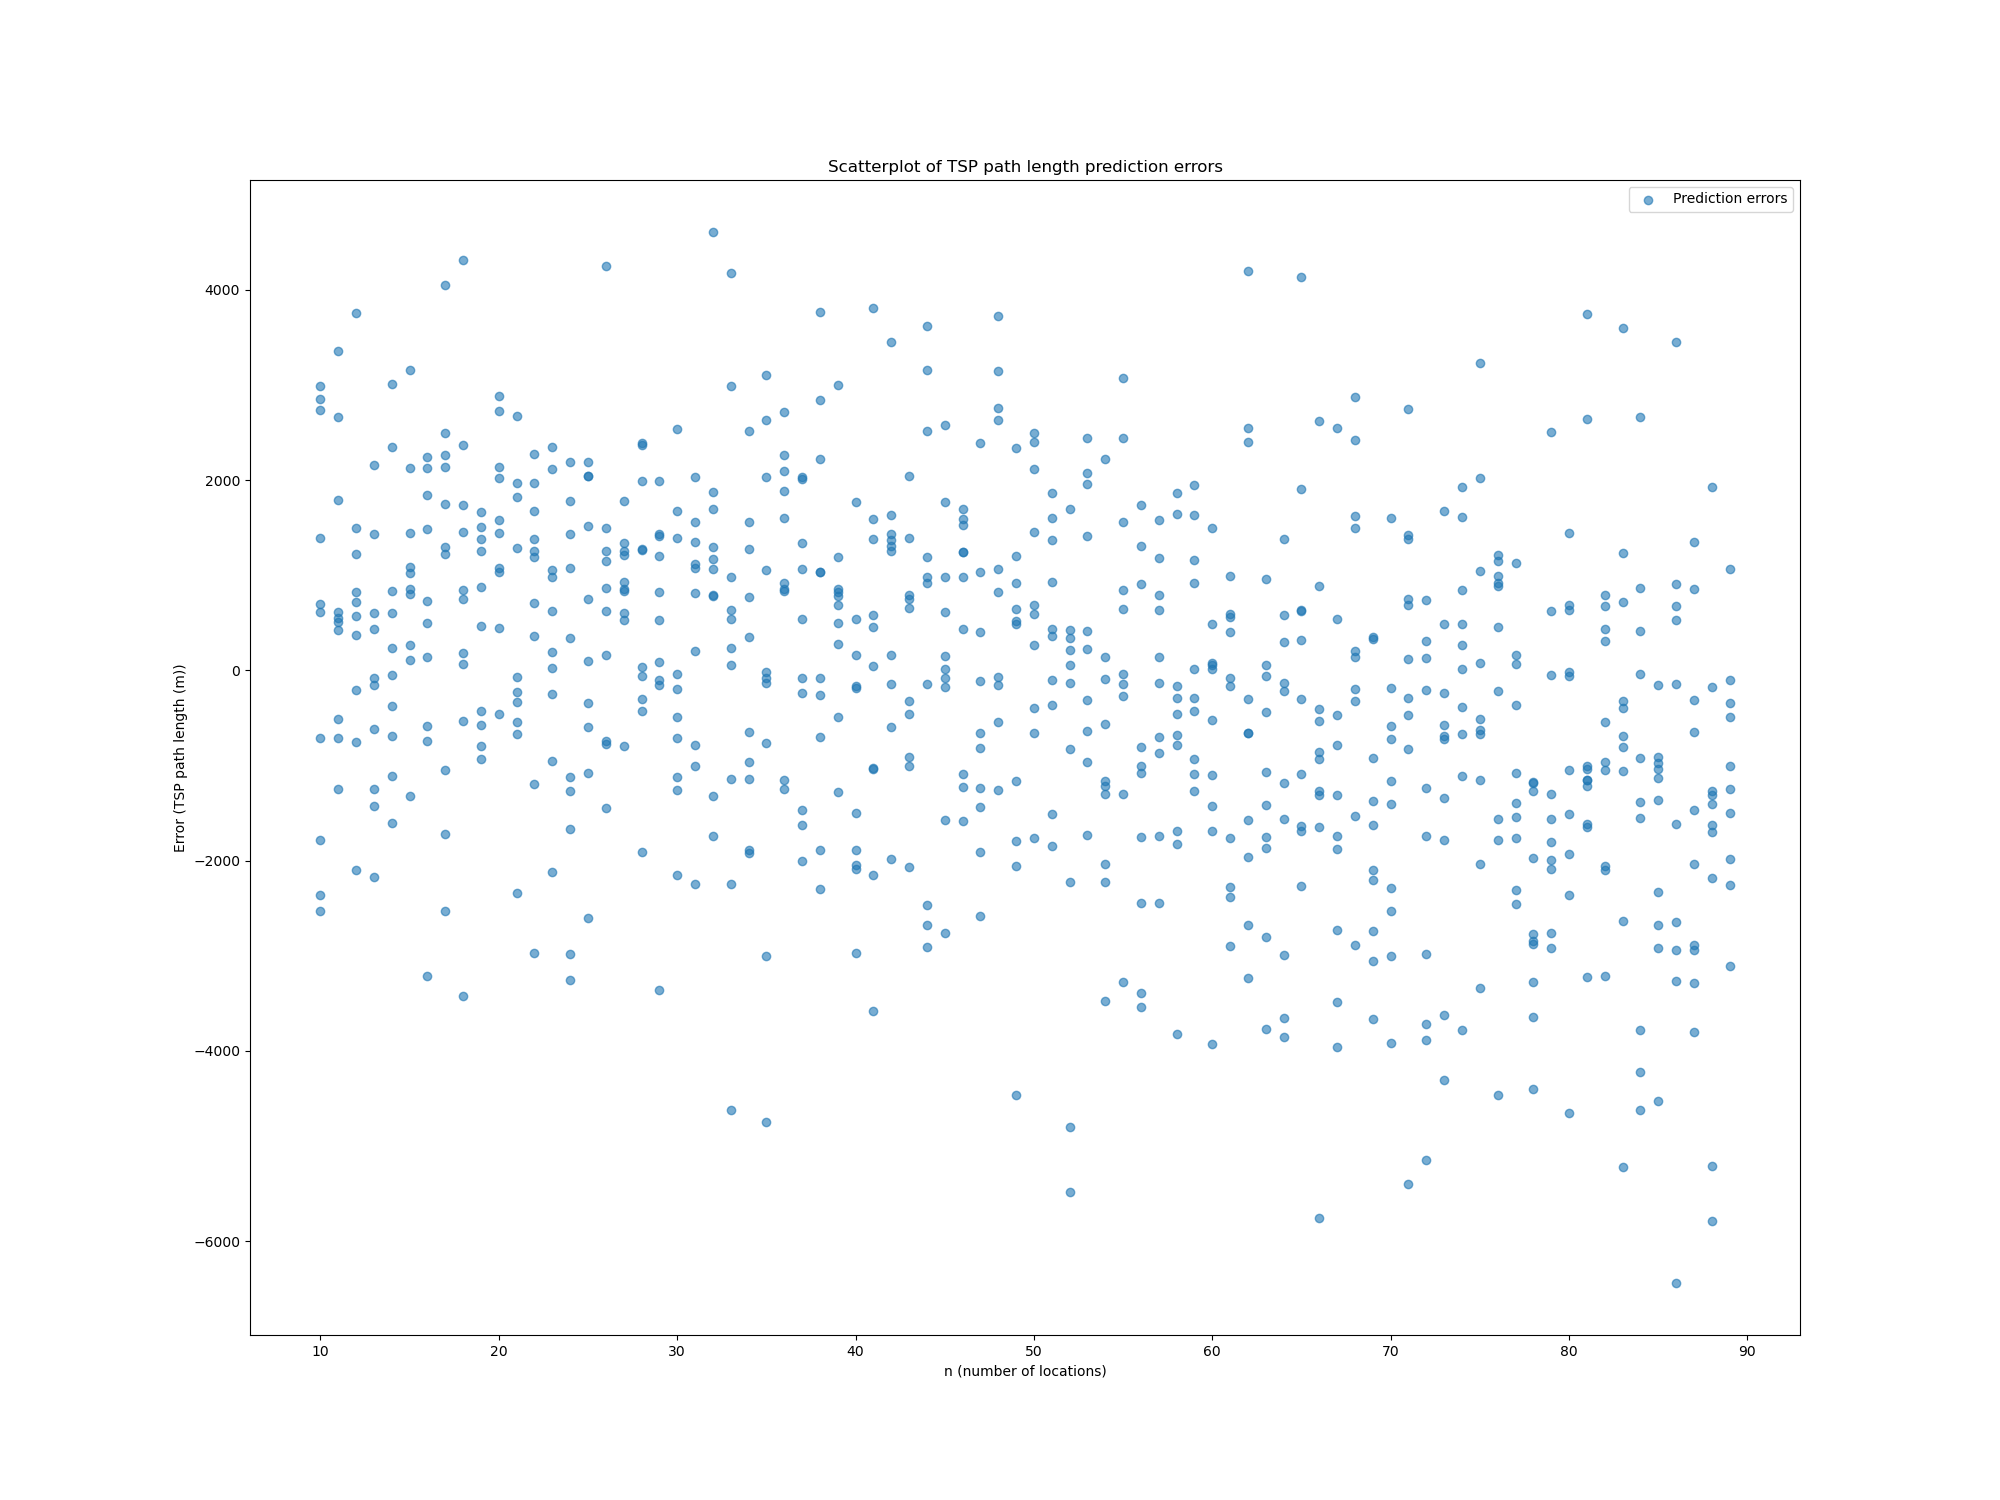 Scatterplot of TSP path length prediction errors
Prediction errors
Error (TSP path length (m))
4000
2000
0
−2000
−4000
−6000
10 20 30 40 50 60 70 80 90
n (number of locations)